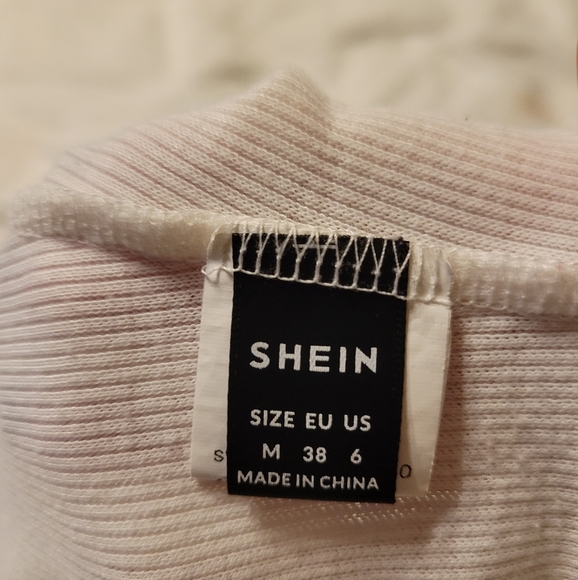 SHEIN
SIZE EU US
M 38 6
MADE IN CHINA